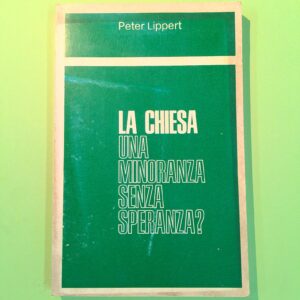 Peter Lippert
LA CHIESA
UNA
MINORANZA
SENZA
SPERANZA?